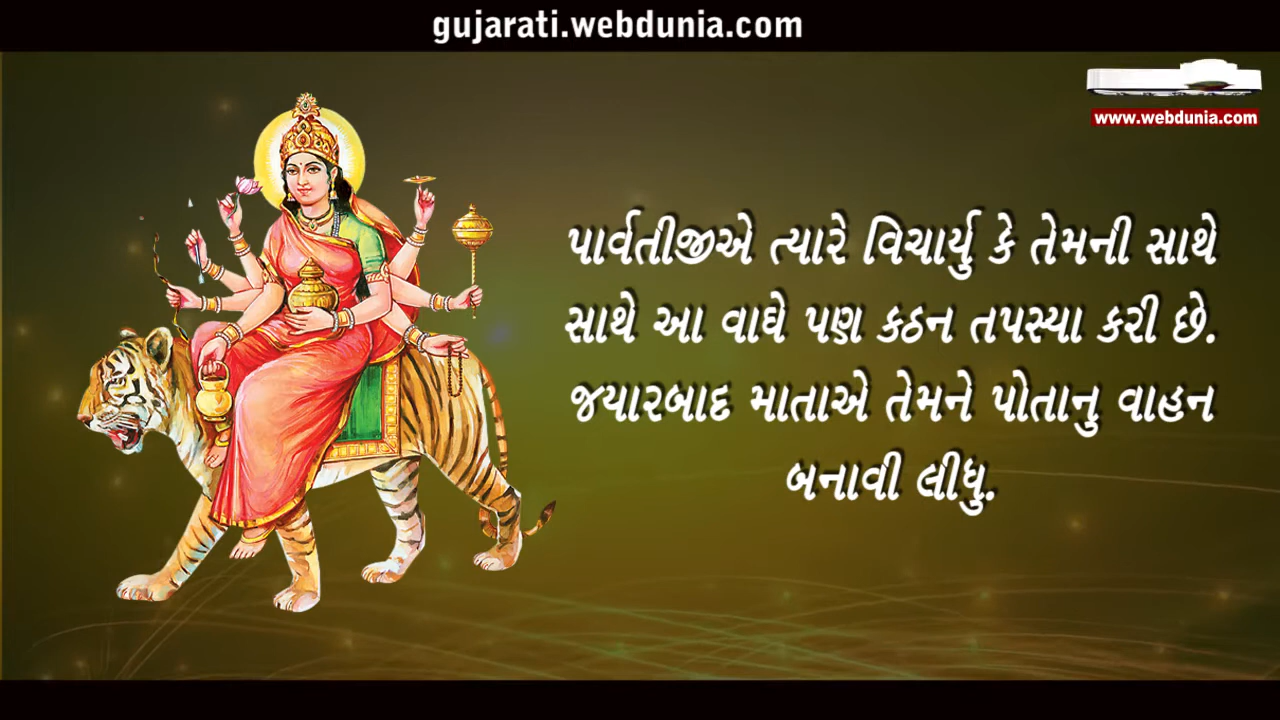 gujarati.webdunia.com
www.webdunia.com
પાર્વતીજીએ ત્યારે વિચાર્યુ કે તેમની સાથે
સાથે આ વાઘે પણ કઠન તપસ્યા કરી છે.
જયારબાદ માતાએ તેમને પોતાનુ વાહન
બનાવી લીધુ.